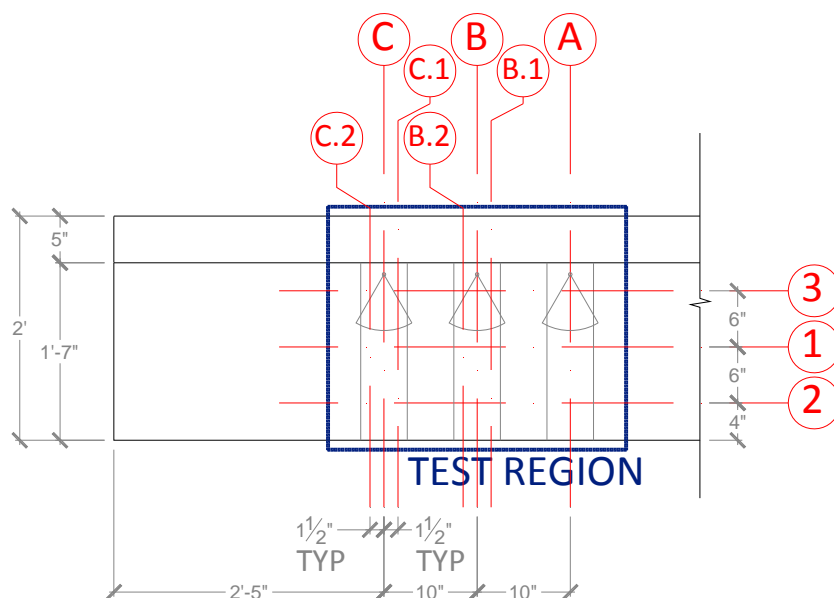 C
B
A
C.1
B.1
C.2
B.2
5"
2'
1'-7"
3
6"
1
6"
2
4"
TEST REGION
1½" 1½"
TYP TYP
2'-5" 10" 10"